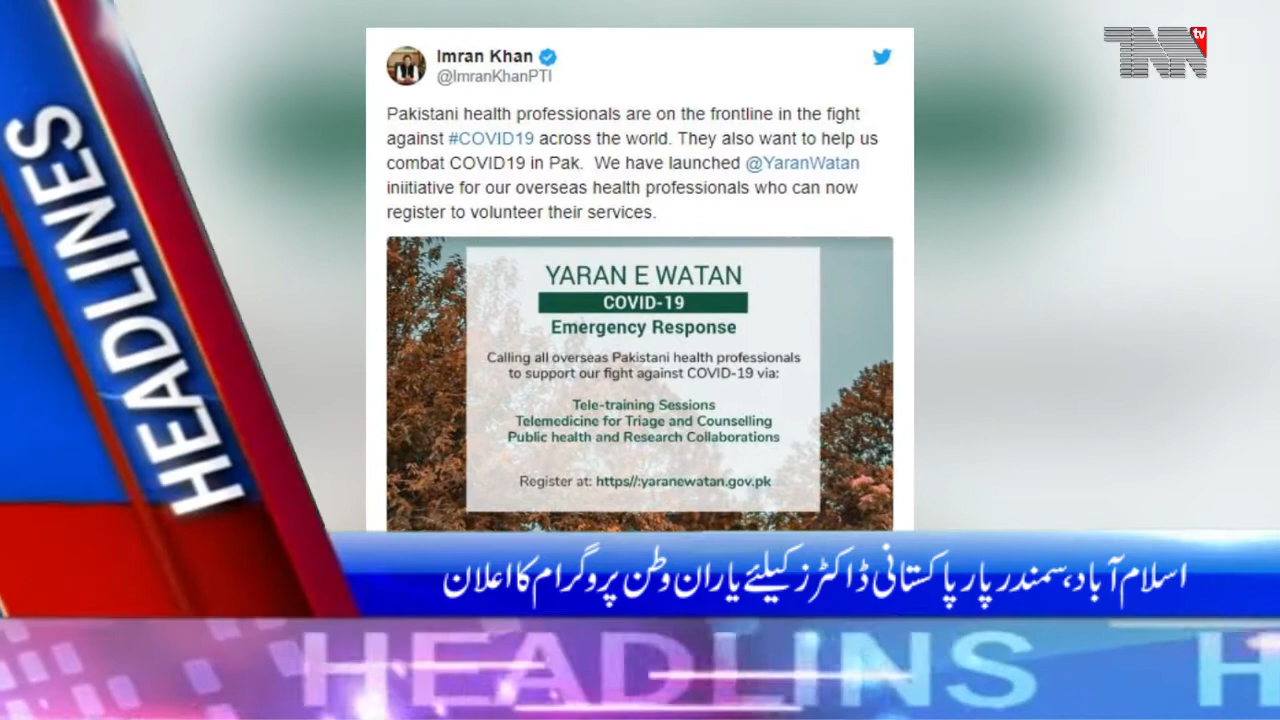 TNN tv
HEADLINES
Imran Khan
@ImranKhanPTI
Pakistani health professionals are on the frontline in the fight
against #COVID19 across the world. They also want to help us
combat COVID19 in Pak. We have launched @YaranWatan
iniitiative for our overseas health professionals who can now
register to volunteer their services.
YARAN E WATAN
COVID-19
Emergency Response
Calling all overseas Pakistani health professionals
to support our fight against COVID-19 via:
Tele-training Sessions
Telemedicine for Triage and Counselling
Public health and Research Collaborations
Register at: https//:yaranewatan.gov.pk
اسلام آباد، سمندر پار پاکستانی ڈاکٹرز کیلئے یاران وطن پروگرام کا اعلان
HEADLINS H